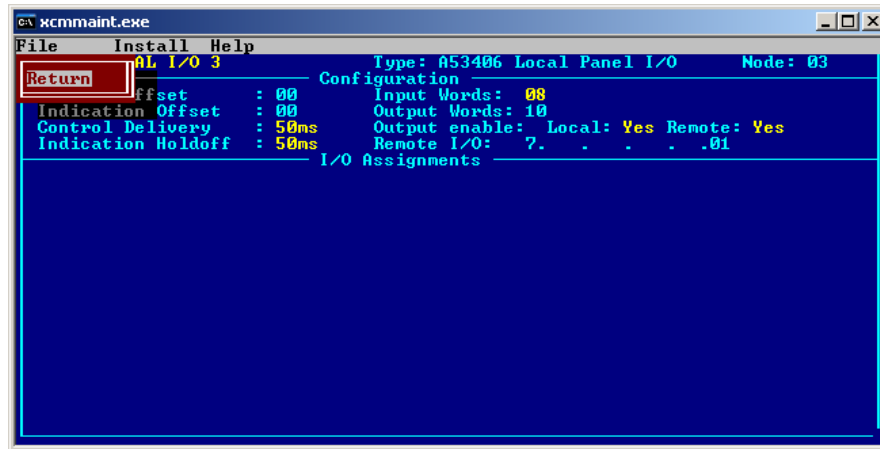 xcmmaint.exe
File Install Help
AL I/O 3 Type: A53406 Local Panel I/O Node: 03
Return
Configuration
ffset : 00 Input Words: 08
Indication Offset : 00 Output Words: 10
Control Delivery : 50ms Output enable: Local: Yes Remote: Yes
Indication Holdoff : 50ms Remote I/O: 7. . . . .01
I/O Assignments